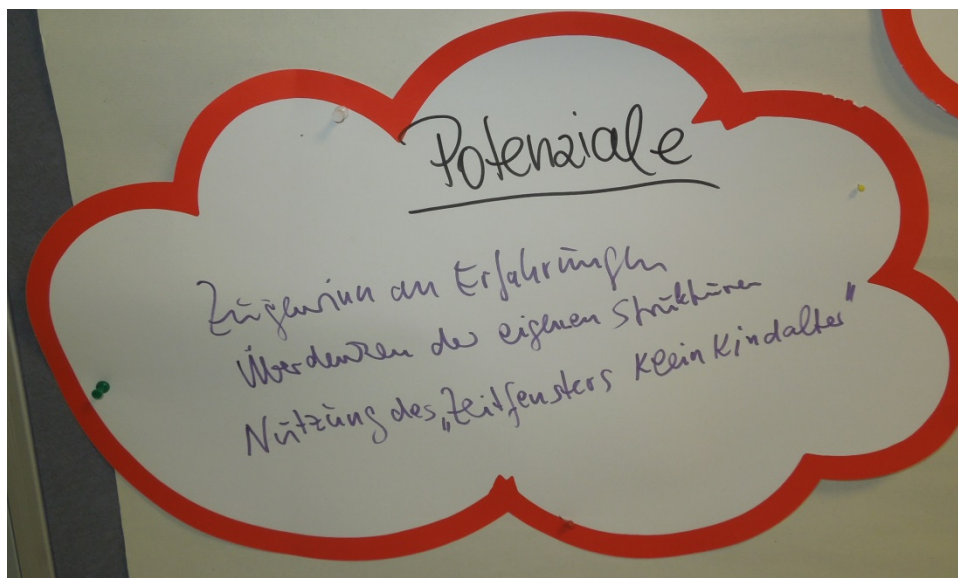 Potenziale
Zugewinn an Erfahrungen
Überdenken der eigenen Strukturen
Nutzung des „Zeitfensters Kleinkindalter"